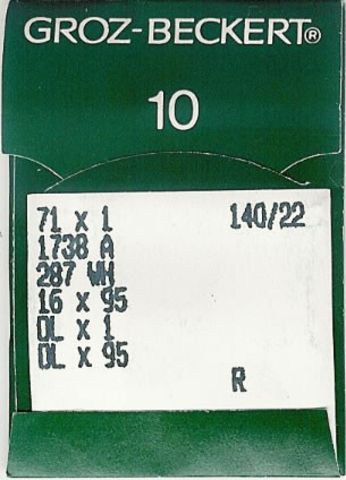 GROZ-BECKERT®
10
71 x 1 140/22
1738 A
287 WH
16 x 95
DL x 1
DL x 95
R